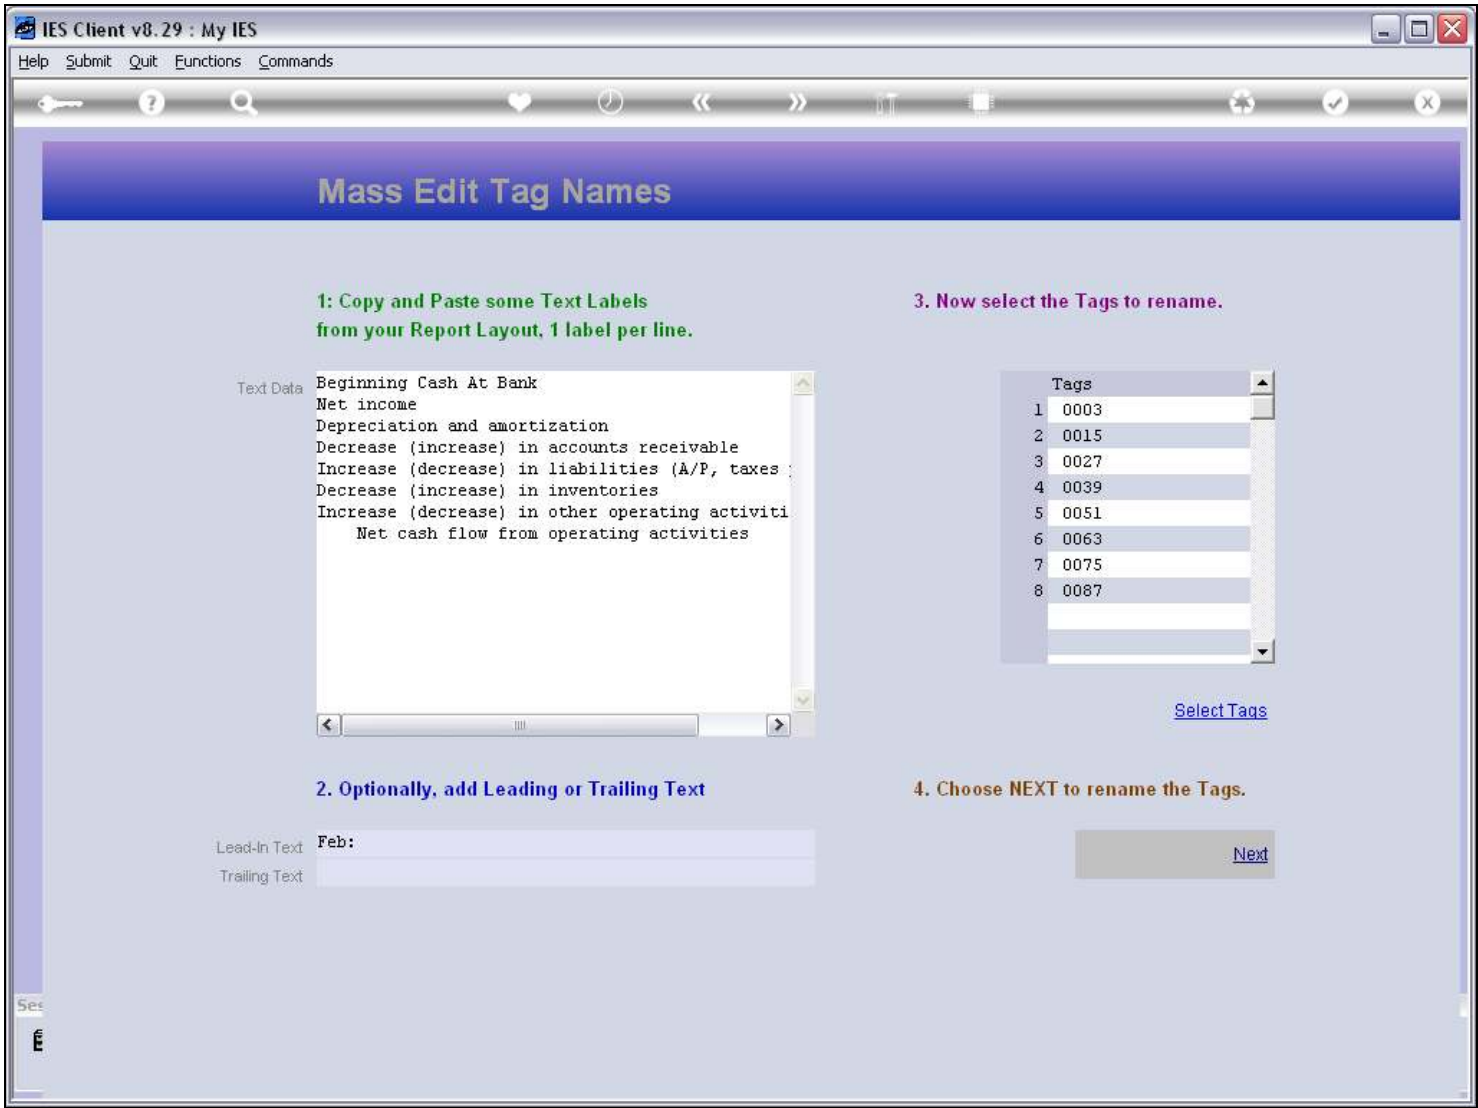 IES Client v8.29 : My IES
Help Submit Quit Functions Commands
Mass Edit Tag Names
1: Copy and Paste some Text Labels
from your Report Layout, 1 label per line.
Text Data
Beginning Cash At Bank
Net income
Depreciation and amortization
Decrease (increase) in accounts receivable
Increase (decrease) in liabilities (A/P, taxes
Decrease (increase) in inventories
Increase (decrease) in other operating activiti
Net cash flow from operating activities
2. Optionally, add Leading or Trailing Text
Lead-In Text Feb:
Trailing Text
3. Now select the Tags to rename.
Tags
1 0003
2 0015
3 0027
4 0039
5 0051
6 0063
7 0075
8 0087
Select Tags
4. Choose NEXT to rename the Tags.
Next